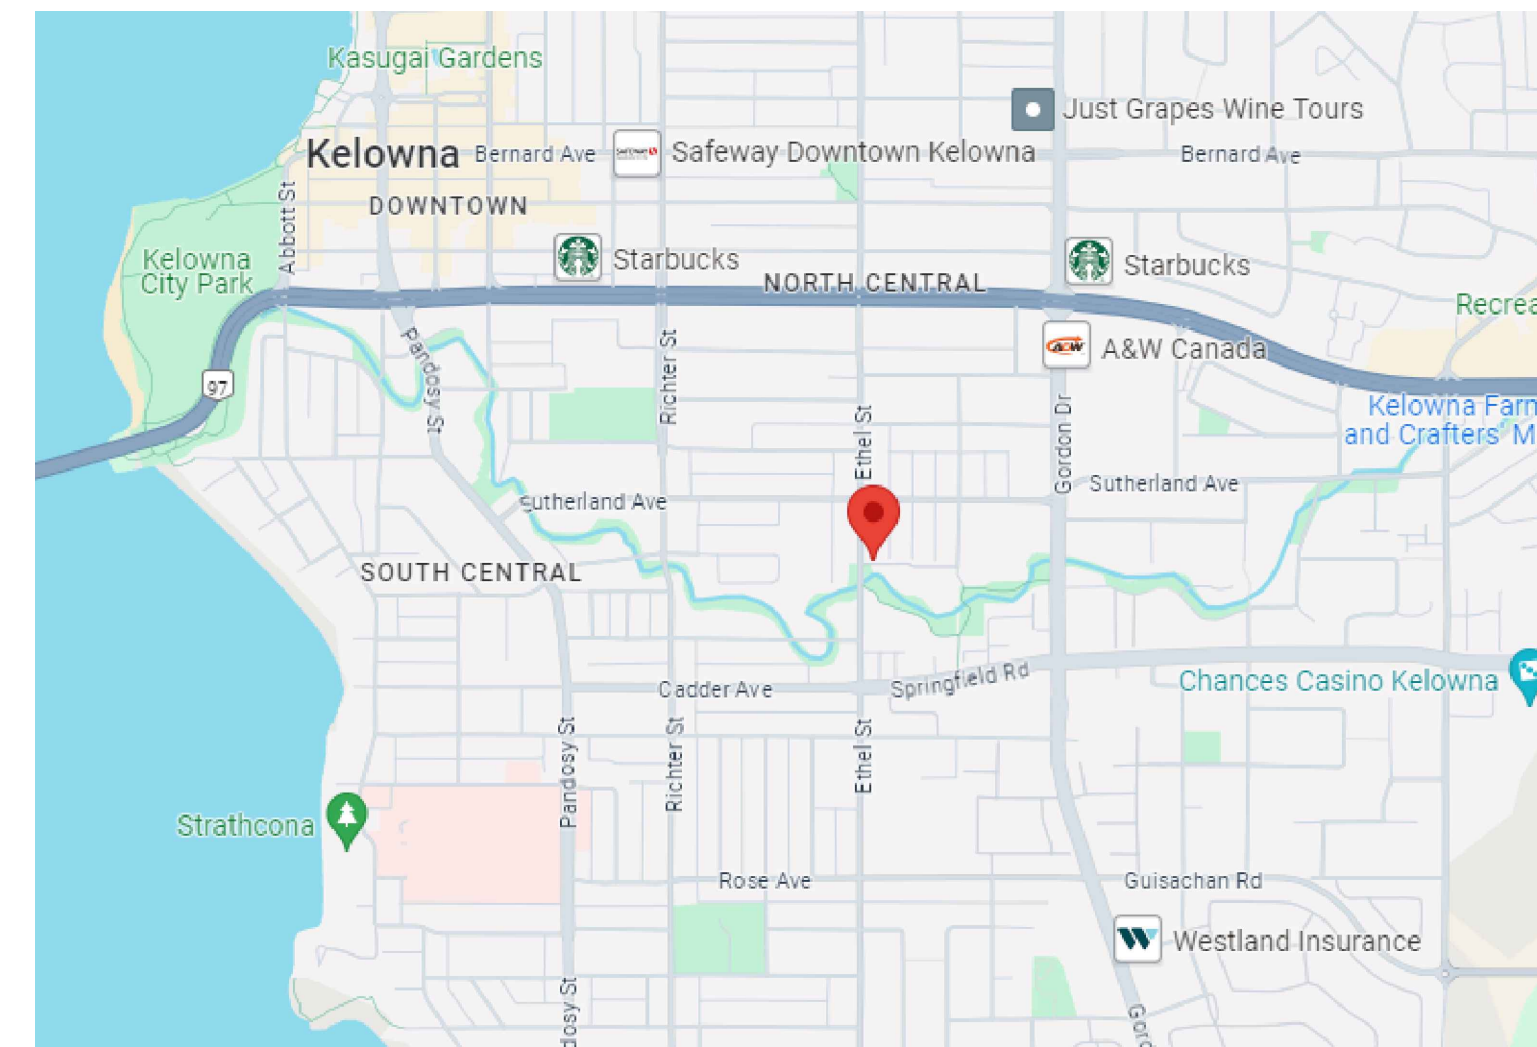 Kasugai Gardens
Just Grapes Wine Tours
Kelowna
Bernard Ave
Safeway Downtown Kelowna
Bernard Ave
DOWNTOWN
Abbott St
Kelowna
City Park
Starbucks
NORTH CENTRAL
Starbucks
Recrea
97
Pandosy St
Richter St
A&W
A&W Canada
Kelowna Farm
and Crafters' M
Ethel St
Gordon Dr
Sutherland Ave
Sutherland Ave
SOUTH CENTRAL
Cadder Ave
Springfield Rd
Chances Casino Kelowna
Pandosy St
Richter St
Ethel St
Strathcona
Rose Ave
Guisachan Rd
Westland Insurance
dosy St
Gord